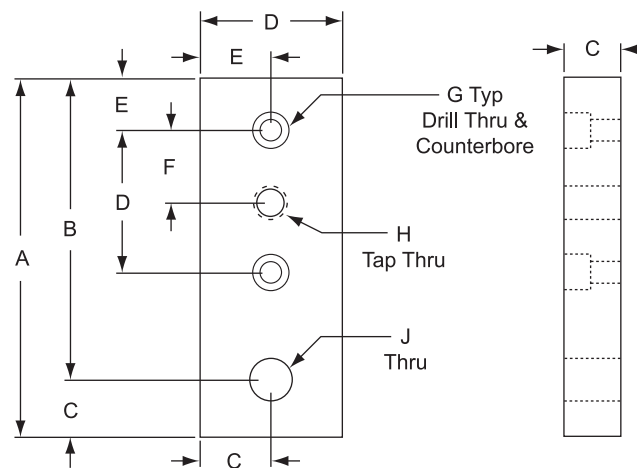 D
C
E
E
G Typ
Drill Thru &
Counterbore
F
D
B
H
Tap Thru
A
J
Thru
C
C